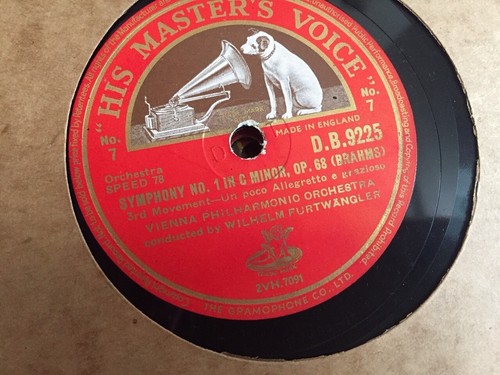 "HIS MASTER'S VOICE"
No. 7
No. 7
MADE IN ENGLAND
Orchestra
SPEED 78
D.B.9225
SYMPHONY NO. 1 IN C MINOR, OP. 68 (BRAHMS)
3rd Movement—Un poco Allegretto e grazioso
VIENNA PHILHARMONIC ORCHESTRA
conducted by WILHELM FURTWÄNGLER
2VH.7091
THE GRAMOPHONE CO., LTD.